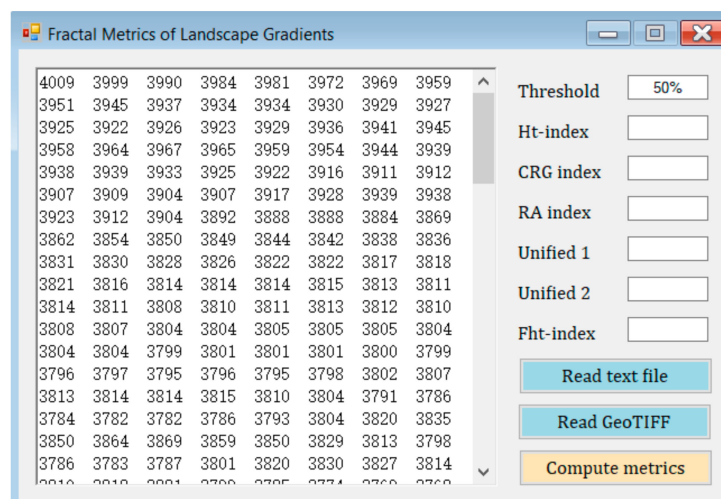 Fractal Metrics of Landscape Gradients
4009 3999 3990 3984 3981 3972 3969 3959
3951 3945 3937 3934 3934 3930 3929 3927
3925 3922 3926 3923 3929 3936 3941 3945
3958 3964 3967 3965 3959 3954 3944 3939
3938 3939 3933 3925 3922 3916 3911 3912
3907 3909 3904 3907 3917 3928 3939 3938
3923 3912 3904 3892 3888 3888 3884 3869
3862 3854 3850 3849 3844 3842 3838 3836
3831 3830 3828 3826 3822 3822 3817 3818
3821 3816 3814 3814 3814 3815 3813 3811
3814 3811 3808 3810 3811 3813 3812 3810
3808 3807 3804 3804 3805 3805 3805 3804
3804 3804 3799 3801 3801 3801 3800 3799
3796 3797 3795 3796 3795 3798 3802 3807
3813 3814 3814 3815 3810 3804 3791 3786
3784 3782 3782 3786 3793 3804 3820 3835
3850 3864 3869 3859 3850 3829 3813 3798
3786 3783 3787 3801 3820 3830 3827 3814
Threshold 50%
Ht-index
CRG index
RA index
Unified 1
Unified 2
Fht-index
Read text file
Read GeoTIFF
Compute metrics